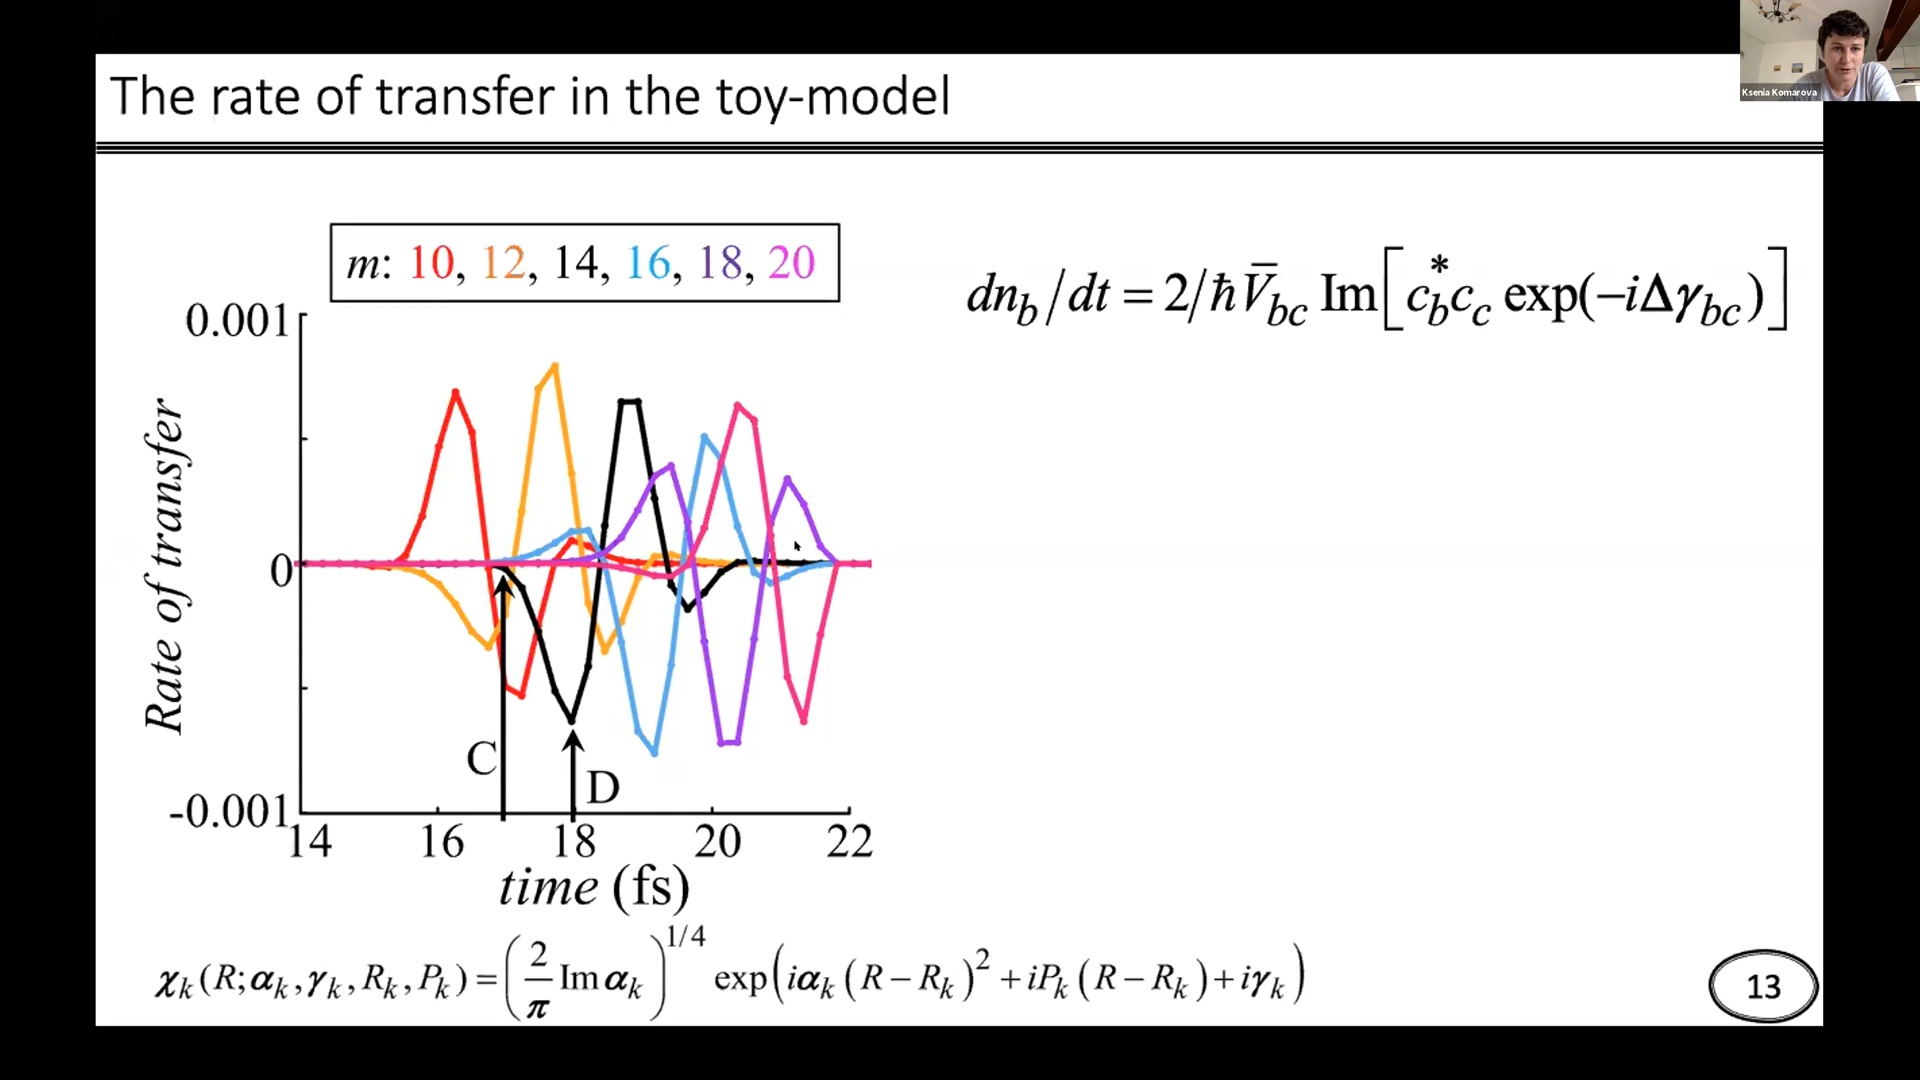 Ksenia Komarova
The rate of transfer in the toy-model
m: 10, 12, 14, 16, 18, 20
dn_b/dt = 2/ħ V̄_bc Im[c_b^* c_c exp(−iΔγ_bc)]
0.001
0
-0.001
Rate of transfer
C
D
14 16 18 20 22
time (fs)
χ_k(R;α_k,γ_k,R_k,P_k) = (2/π Im α_k)^1/4 exp(iα_k(R−R_k)^2 + iP_k(R−R_k)+iγ_k)
13